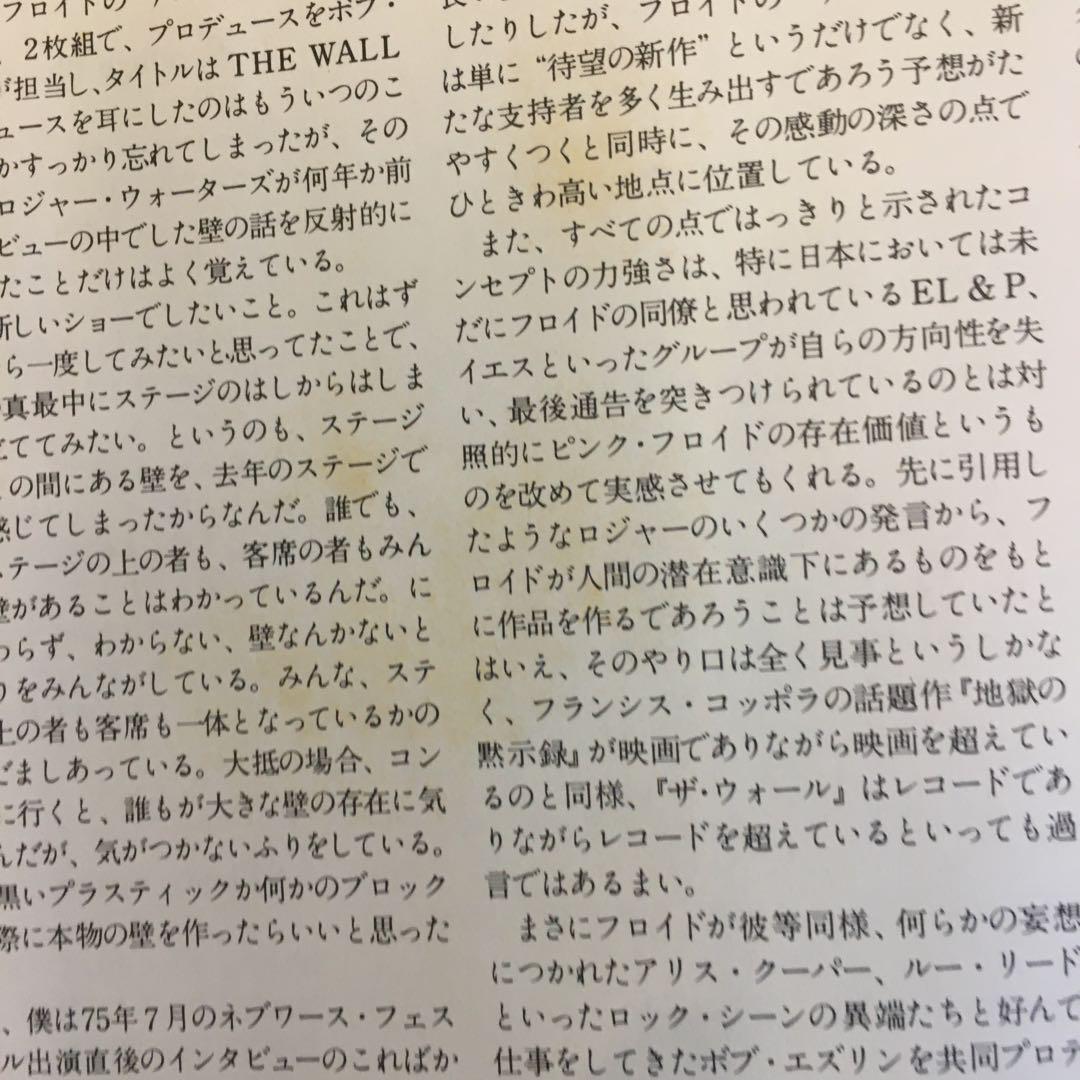 フロイドの
2枚組で、プロデュースをボブ・
が担当し、タイトルは THE WALL
ュースを耳にしたのはもういつのこ
かすっかり忘れてしまったが、その
ロジャー・ウォーターズが何年か前
ビューの中でした壁の話を反射的に
たことだけはよく覚えている。
新しいショーでしたいこと。これはず
ら一度してみたいと思ってたことで、
真最中にステージのはしからはしま
立ててみたい。というのも、ステージ
の間にある壁を、去年のステージで
感じてしまったからなんだ。誰でも、
ステージの上の者も、客席の者もみん
壁があることはわかっているんだ。に
わらず、わからない、壁なんかないと
りをみんながしている。みんな、ステ
上の者も客席も一体となっているかの
だましあっている。大抵の場合、コン
に行くと、誰もが大きな壁の存在に気
んだが、気がつかないふりをしている。
黒いプラスティックか何かのブロック
際に本物の壁を作ったらいいと思った
、僕は75年7月のネブワース・フェス
ル出演直後のインタビューのこればか
したりしたが、フロイドの
は単に “待望の新作” というだけでなく、新
たな支持者を多く生み出すであろう予想がた
やすくつくと同時に、その感動の深さの点で
ひときわ高い地点に位置している。
また、すべての点ではっきりと示されたコ
ンセプトの力強さは、特に日本においては未
だにフロイドの同僚と思われているEL & P、
イエスといったグループが自らの方向性を失
い、最後通告を突きつけられているのとは対
照的にピンク・フロイドの存在価値というも
のを改めて実感させてもくれる。先に引用し
たようなロジャーのいくつかの発言から、フ
ロイドが人間の潜在意識下にあるものをもと
に作品を作るであろうことは予想していたと
はいえ、そのやり口は全く見事というしかな
く、フランシス・コッポラの話題作『地獄の
黙示録』が映画でありながら映画を超えてい
るのと同様、『ザ・ウォール』はレコードであ
りながらレコードを超えているといっても過
言ではあるまい。
まさにフロイドが彼等同様、何らかの妄想
につかれたアリス・クーパー、ルー・リード
といったロック・シーンの異端たちと好んで
仕事をしてきたボブ・エズリンを共同プロデ